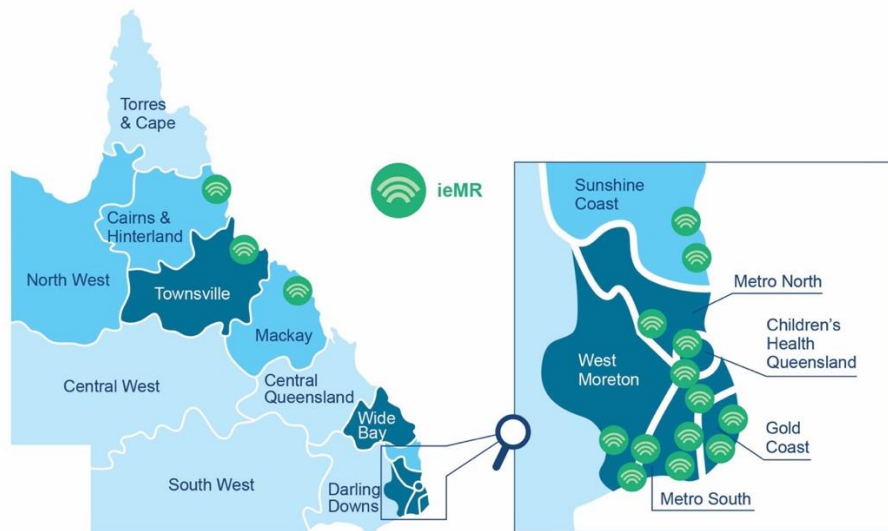 Torres
& Cape
ieMR
Cairns &
Hinterland
North West
Townsville
Mackay
Central West
Central
Queensland
Wide
Bay
South West
Darling
Downs
Sunshine
Coast
Metro North
Children's
Health
Queensland
West
Moreton
Gold
Coast
Metro South